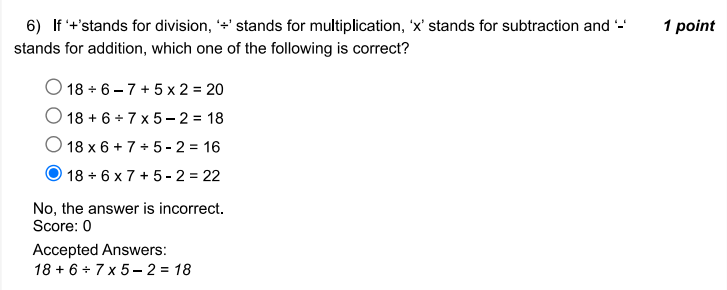 6) If '+'stands for division, '÷' stands for multiplication, 'x' stands for subtraction and '-' 1 point
stands for addition, which one of the following is correct?
18 ÷ 6 – 7 + 5 x 2 = 20
18 + 6 ÷ 7 x 5 – 2 = 18
18 x 6 + 7 ÷ 5 - 2 = 16
18 ÷ 6 x 7 + 5 - 2 = 22
No, the answer is incorrect.
Score: 0
Accepted Answers:
18 + 6 ÷ 7 x 5 – 2 = 18